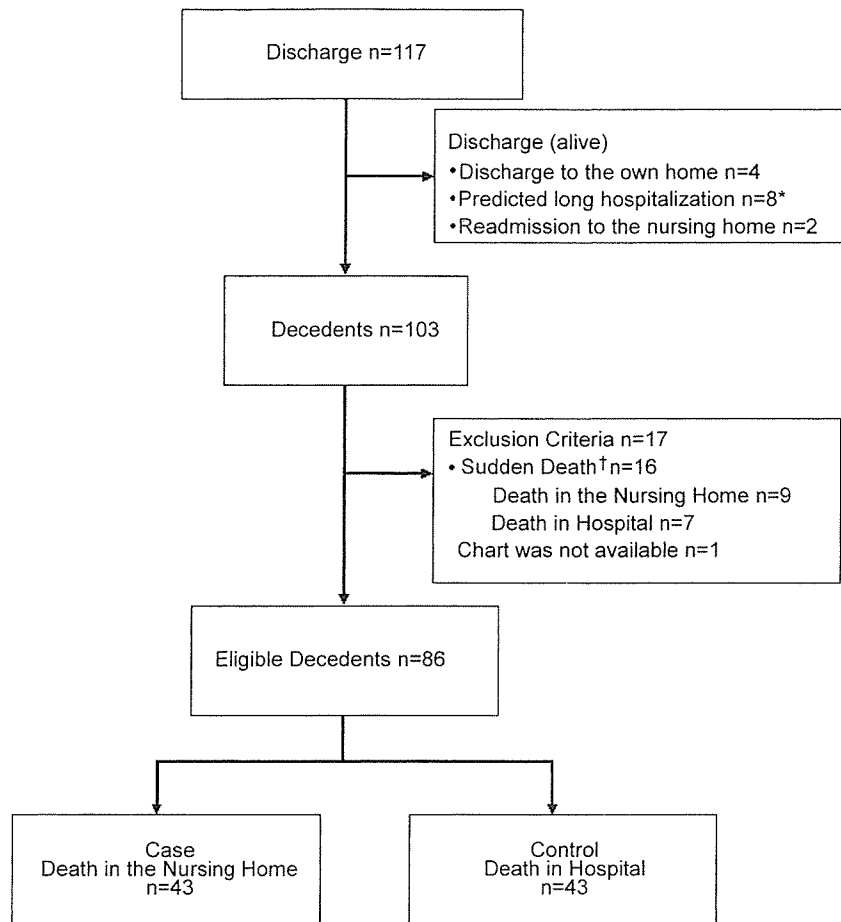 Discharge n=117
Discharge (alive)
•Discharge to the own home n=4
•Predicted long hospitalization n=8*
•Readmission to the nursing home n=2
Decedents n=103
Exclusion Criteria n=17
• Sudden Death† n=16
Death in the Nursing Home n=9
Death in Hospital n=7
Chart was not available n=1
Eligible Decedents n=86
Case
Death in the Nursing Home
n=43
Control
Death in Hospital
n=43